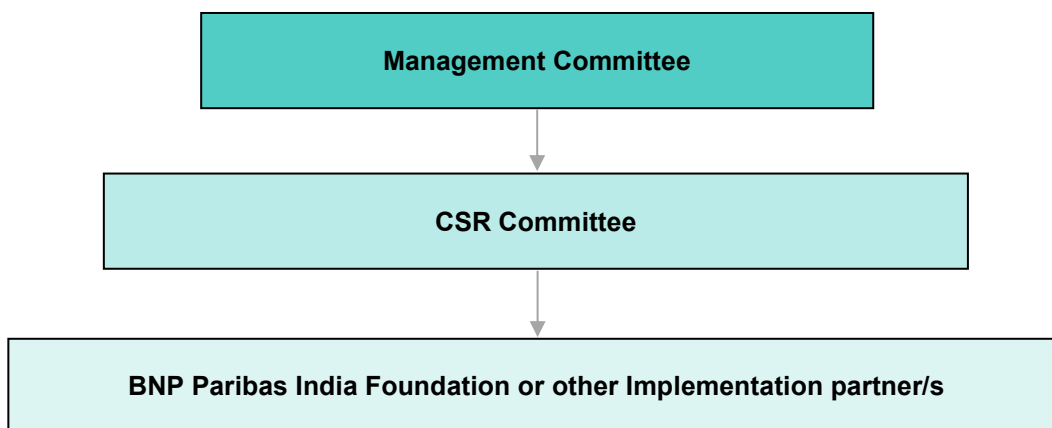 Management Committee
CSR Committee
BNP Paribas India Foundation or other Implementation partner/s